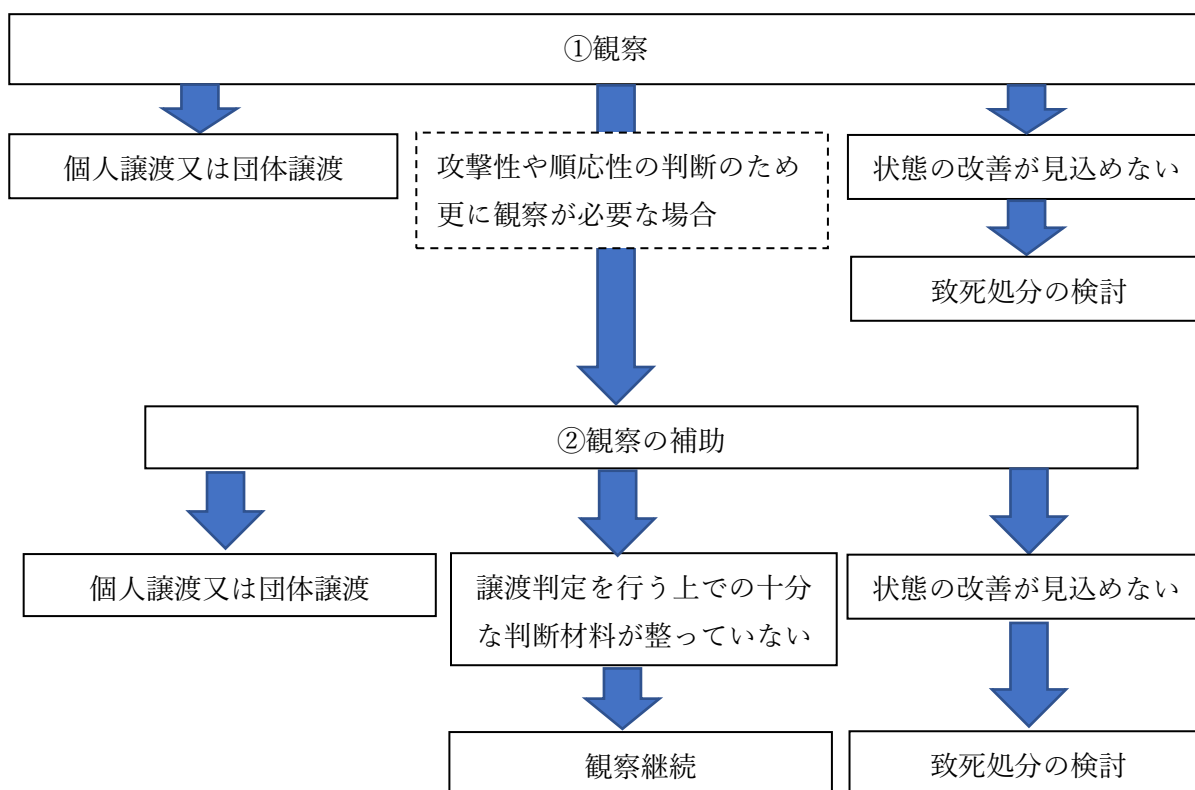 ①観察
個人譲渡又は団体譲渡
攻撃性や順応性の判断のため
更に観察が必要な場合
状態の改善が見込めない
致死処分の検討
②観察の補助
個人譲渡又は団体譲渡
譲渡判定を行う上での十分
な判断材料が整っていない
状態の改善が見込めない
観察継続
致死処分の検討